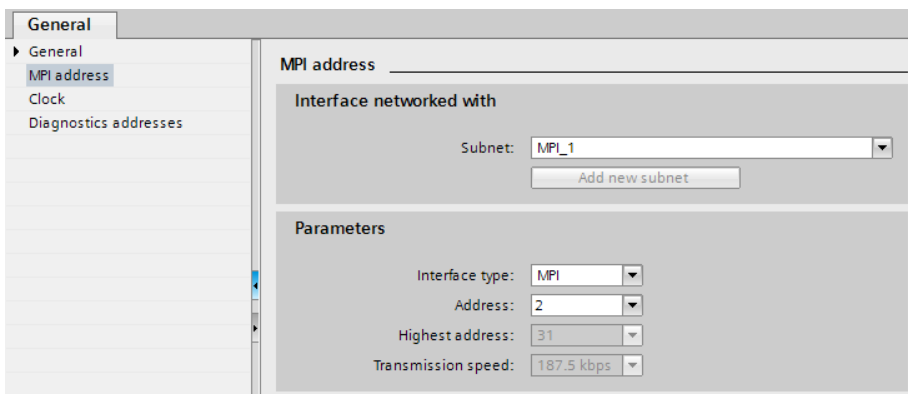 General
General
MPI address
Clock
Diagnostics addresses
MPI address
Interface networked with
Subnet: MPI_1
Add new subnet
Parameters
Interface type: MPI
Address: 2
Highest address: 31
Transmission speed: 187.5 kbps